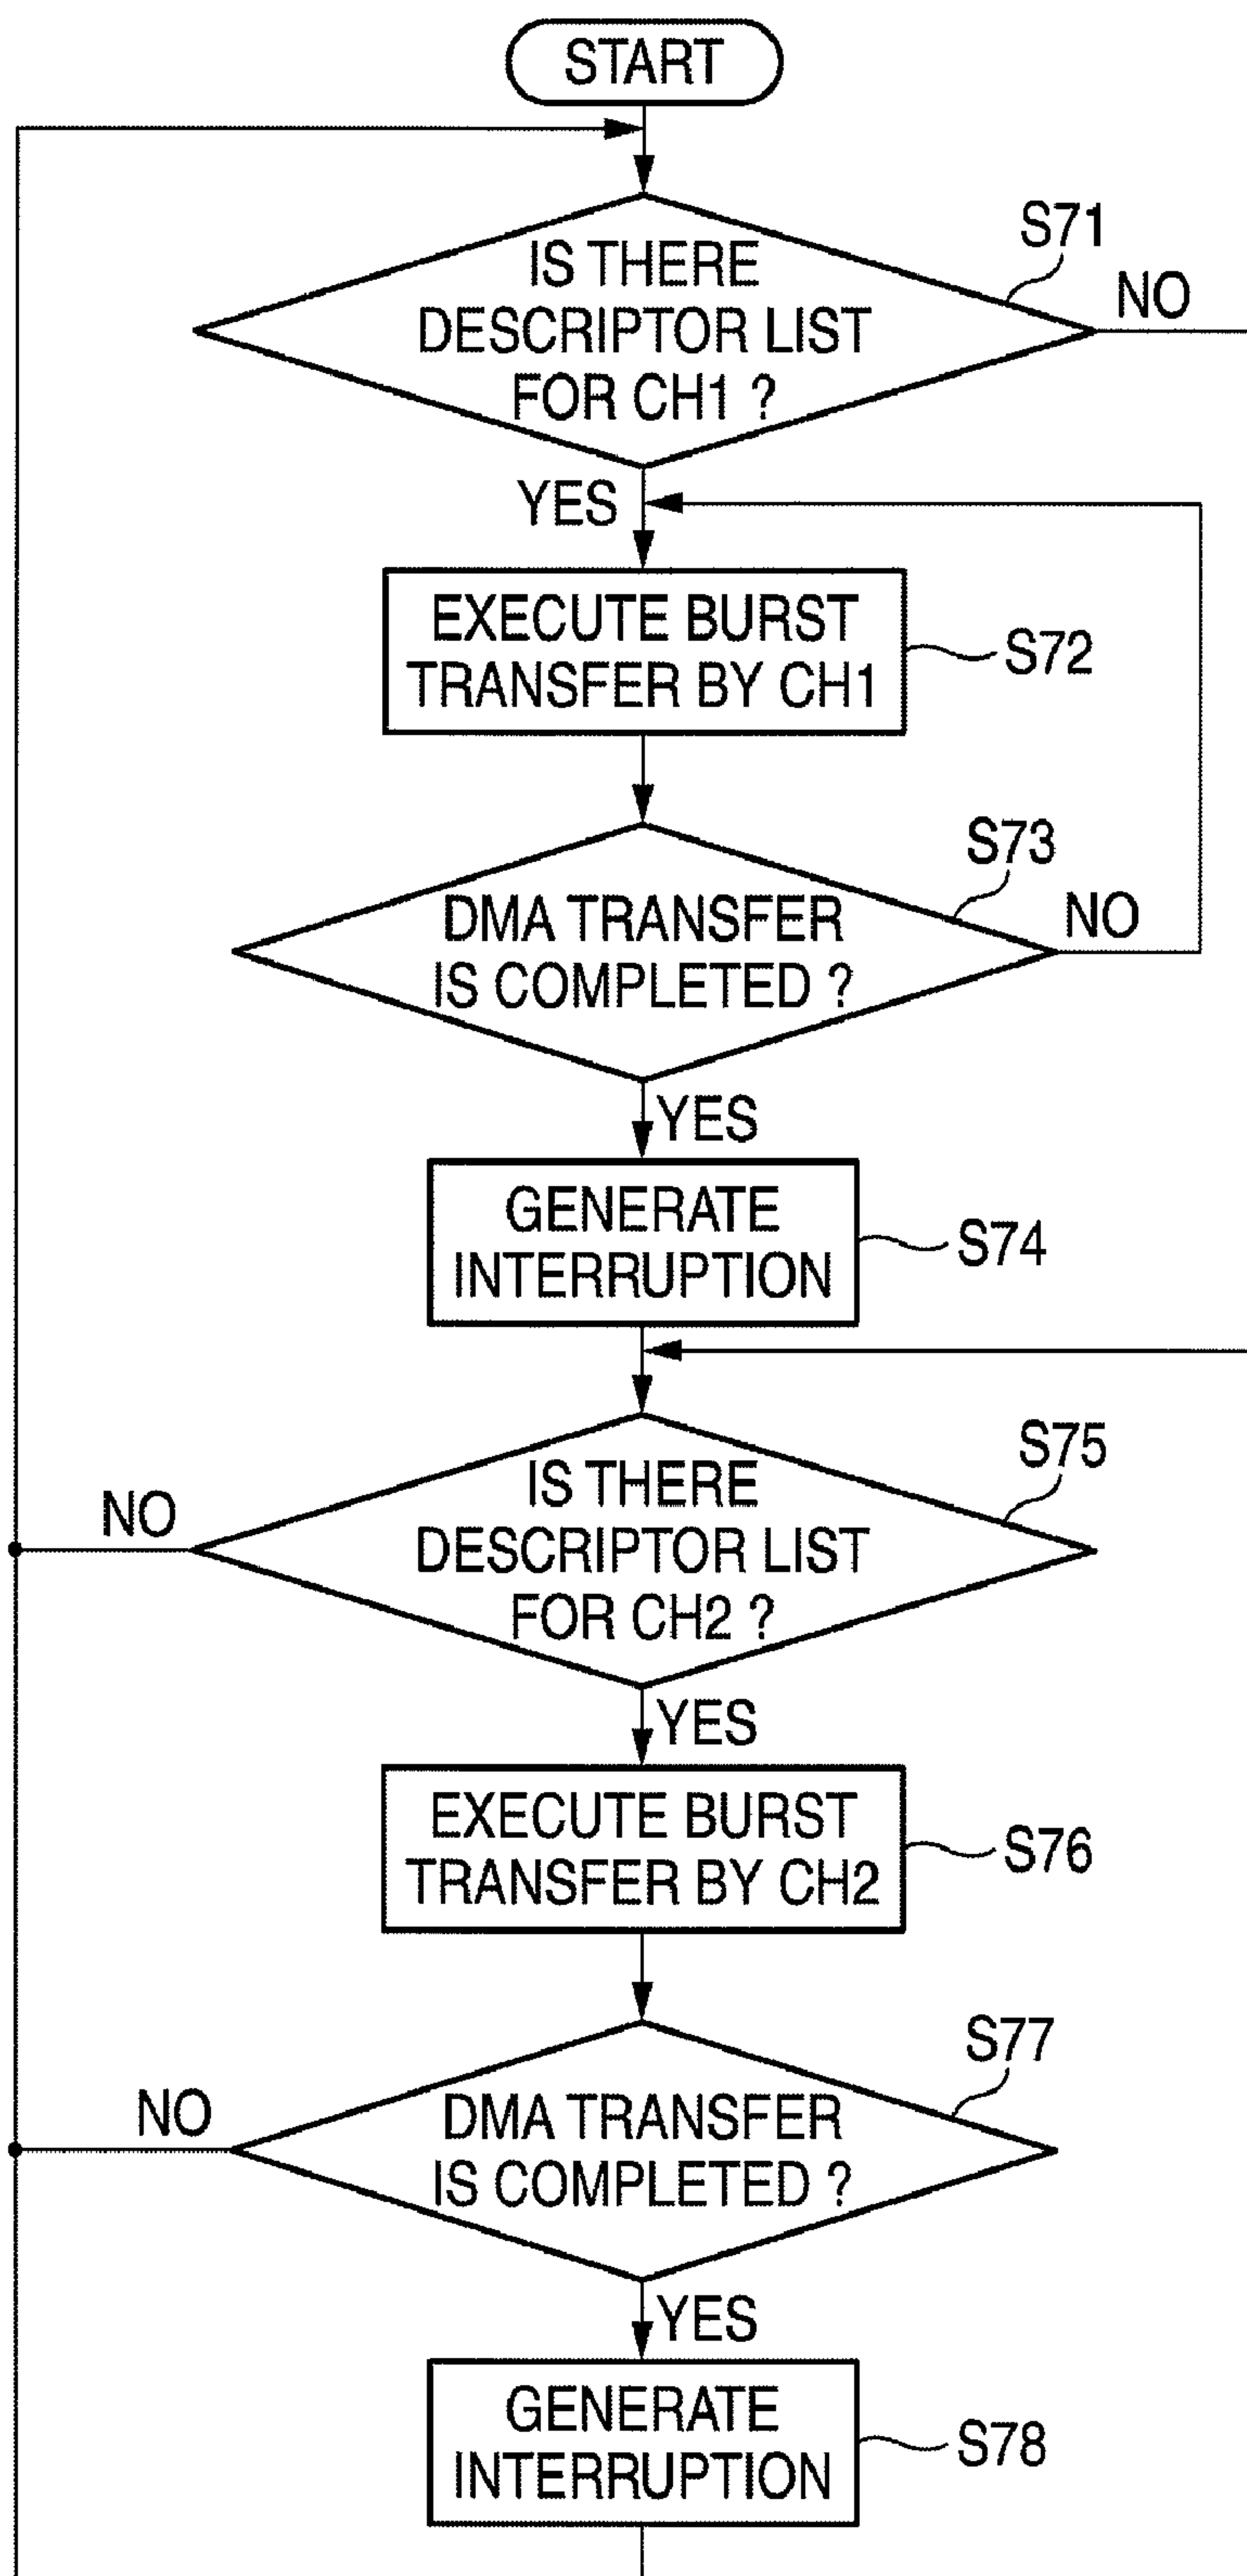 START
S71
IS THERE
DESCRIPTOR LIST
FOR CH1 ?
NO
YES
EXECUTE BURST
TRANSFER BY CH1
S72
S73
DMA TRANSFER
IS COMPLETED ?
NO
YES
GENERATE
INTERRUPTION
S74
S75
IS THERE
DESCRIPTOR LIST
FOR CH2 ?
NO
YES
EXECUTE BURST
TRANSFER BY CH2
S76
S77
DMA TRANSFER
IS COMPLETED ?
NO
YES
GENERATE
INTERRUPTION
S78